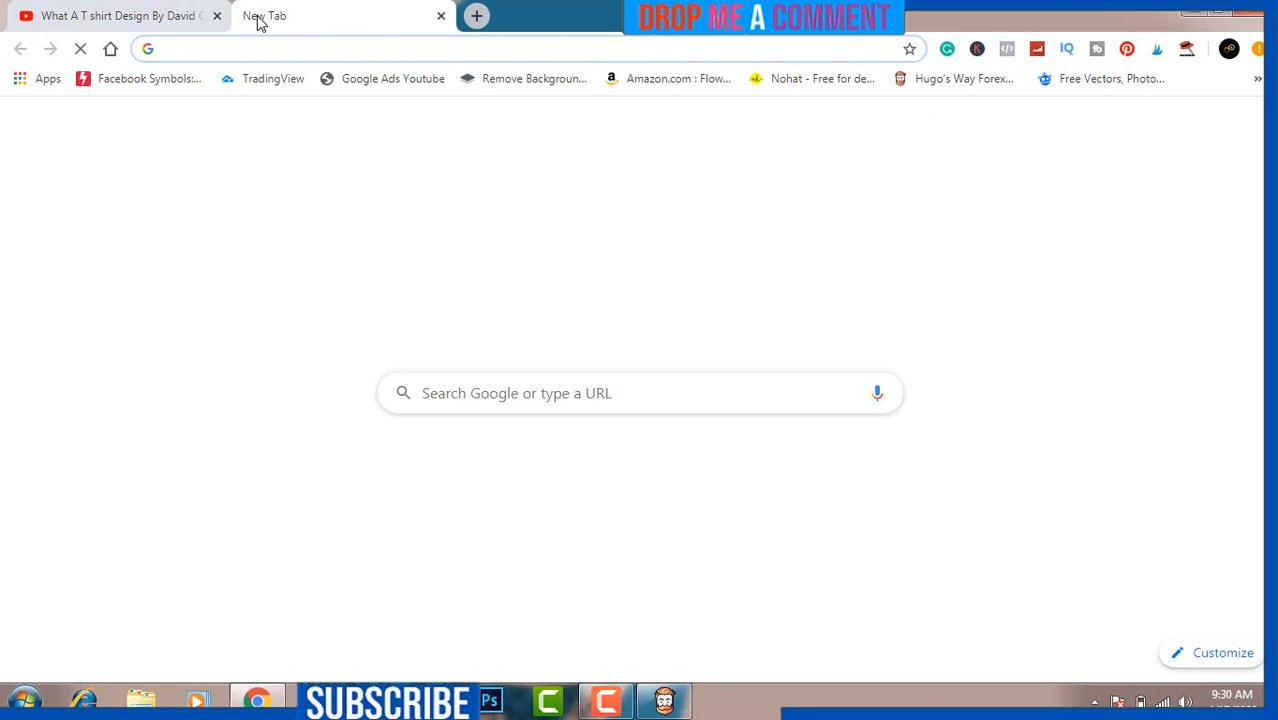 What A T shirt Design By David
New Tab
DROP ME A COMMENT
Apps
Facebook Symbols:...
TradingView
Google Ads Youtube
Remove Backgroun...
Amazon.com : Flow...
Nohat - Free for de...
Hugo's Way Forex...
Free Vectors, Photo...
»
Search Google or type a URL
Customize
SUBSCRIBE
Ps
9:30 AM